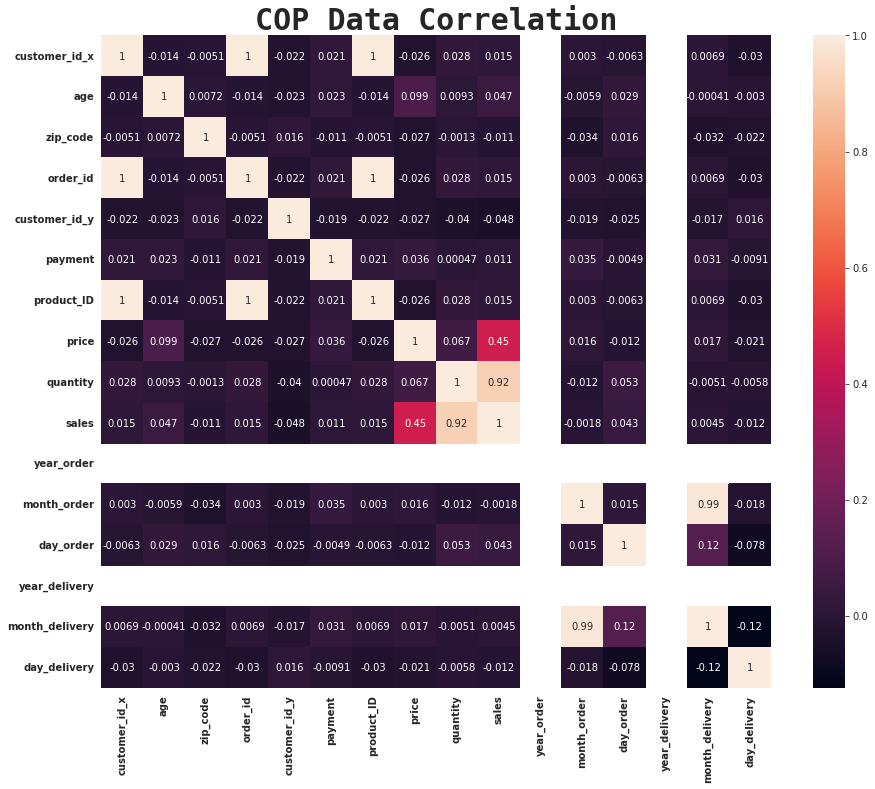 COP Data Correlation
customer_id_x 1 -0.014 -0.0051 1 -0.022 0.021 1 -0.026 0.028 0.015 0.003 -0.0063 0.0069 -0.03 1.0
age -0.014 1 0.0072 -0.014 -0.023 0.023 -0.014 0.099 0.0093 0.047 -0.0059 0.029 -0.00041 -0.003
zip_code -0.0051 0.0072 1 -0.0051 0.016 -0.011 -0.0051 -0.027 -0.0013 -0.011 -0.034 0.016 -0.032 -0.022
0.8
order_id 1 -0.014 -0.0051 1 -0.022 0.021 1 -0.026 0.028 0.015 0.003 -0.0063 0.0069 -0.03
customer_id_y -0.022 -0.023 0.016 -0.022 1 -0.019 -0.022 -0.027 -0.04 -0.048 -0.019 -0.025 -0.017 0.016
payment 0.021 0.023 -0.011 0.021 -0.019 1 0.021 0.036 0.00047 0.011 0.035 -0.0049 0.031 -0.0091
0.6
product_ID 1 -0.014 -0.0051 1 -0.022 0.021 1 -0.026 0.028 0.015 0.003 -0.0063 0.0069 -0.03
price -0.026 0.099 -0.027 -0.026 -0.027 0.036 -0.026 1 0.067 0.45 0.016 -0.012 0.017 -0.021
quantity 0.028 0.0093 -0.0013 0.028 -0.04 0.00047 0.028 0.067 1 0.92 -0.012 0.053 -0.0051 -0.0058
0.4
sales 0.015 0.047 -0.011 0.015 -0.048 0.011 0.015 0.45 0.92 1 -0.0018 0.043 0.0045 -0.012
year_order
month_order 0.003 -0.0059 -0.034 0.003 -0.019 0.035 0.003 0.016 -0.012 -0.0018 1 0.015 0.99 -0.018
0.2
day_order -0.0063 0.029 0.016 -0.0063 -0.025 -0.0049 -0.0063 -0.012 0.053 0.043 0.015 1 0.12 -0.078
year_delivery
0.0
month_delivery 0.0069 -0.00041 -0.032 0.0069 -0.017 0.031 0.0069 0.017 -0.0051 0.0045 0.99 0.12 1 -0.12
day_delivery -0.03 -0.003 -0.022 -0.03 0.016 -0.0091 -0.03 -0.021 -0.0058 -0.012 -0.018 -0.078 -0.12 1
customer_id_x age zip_code order_id customer_id_y payment product_ID price quantity sales year_order month_order day_order year_delivery month_delivery day_delivery